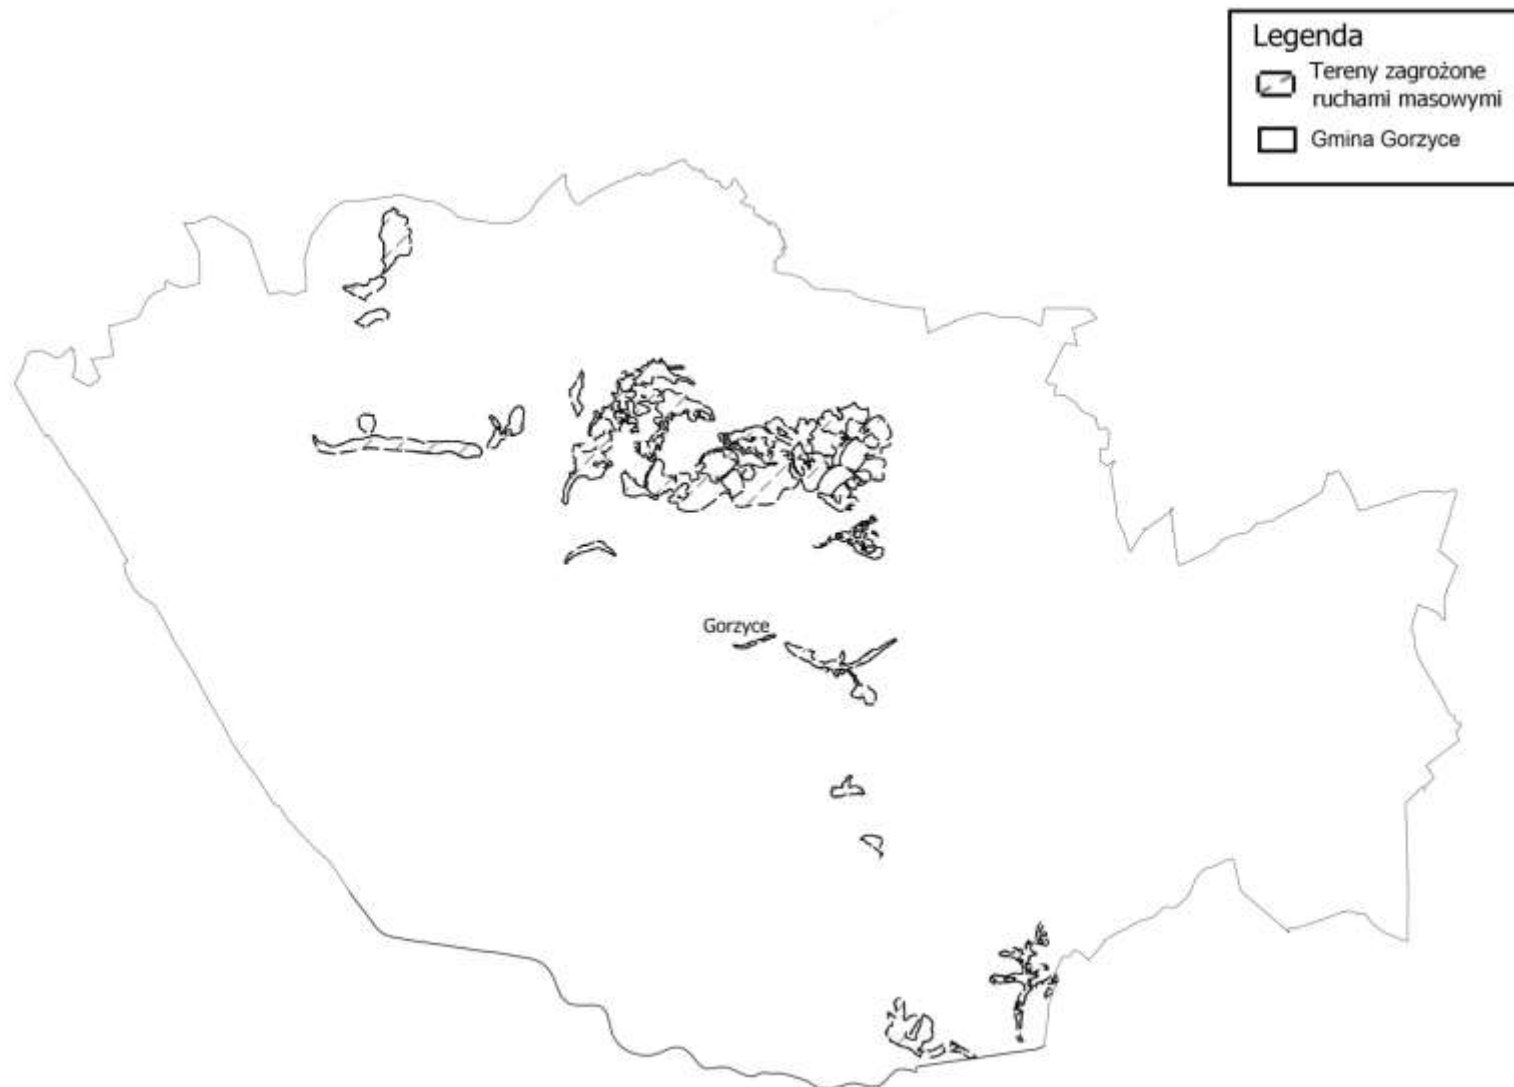 Legenda
Tereny zagrożone
ruchami masowymi
Gmina Gorzyce
Gorzyce